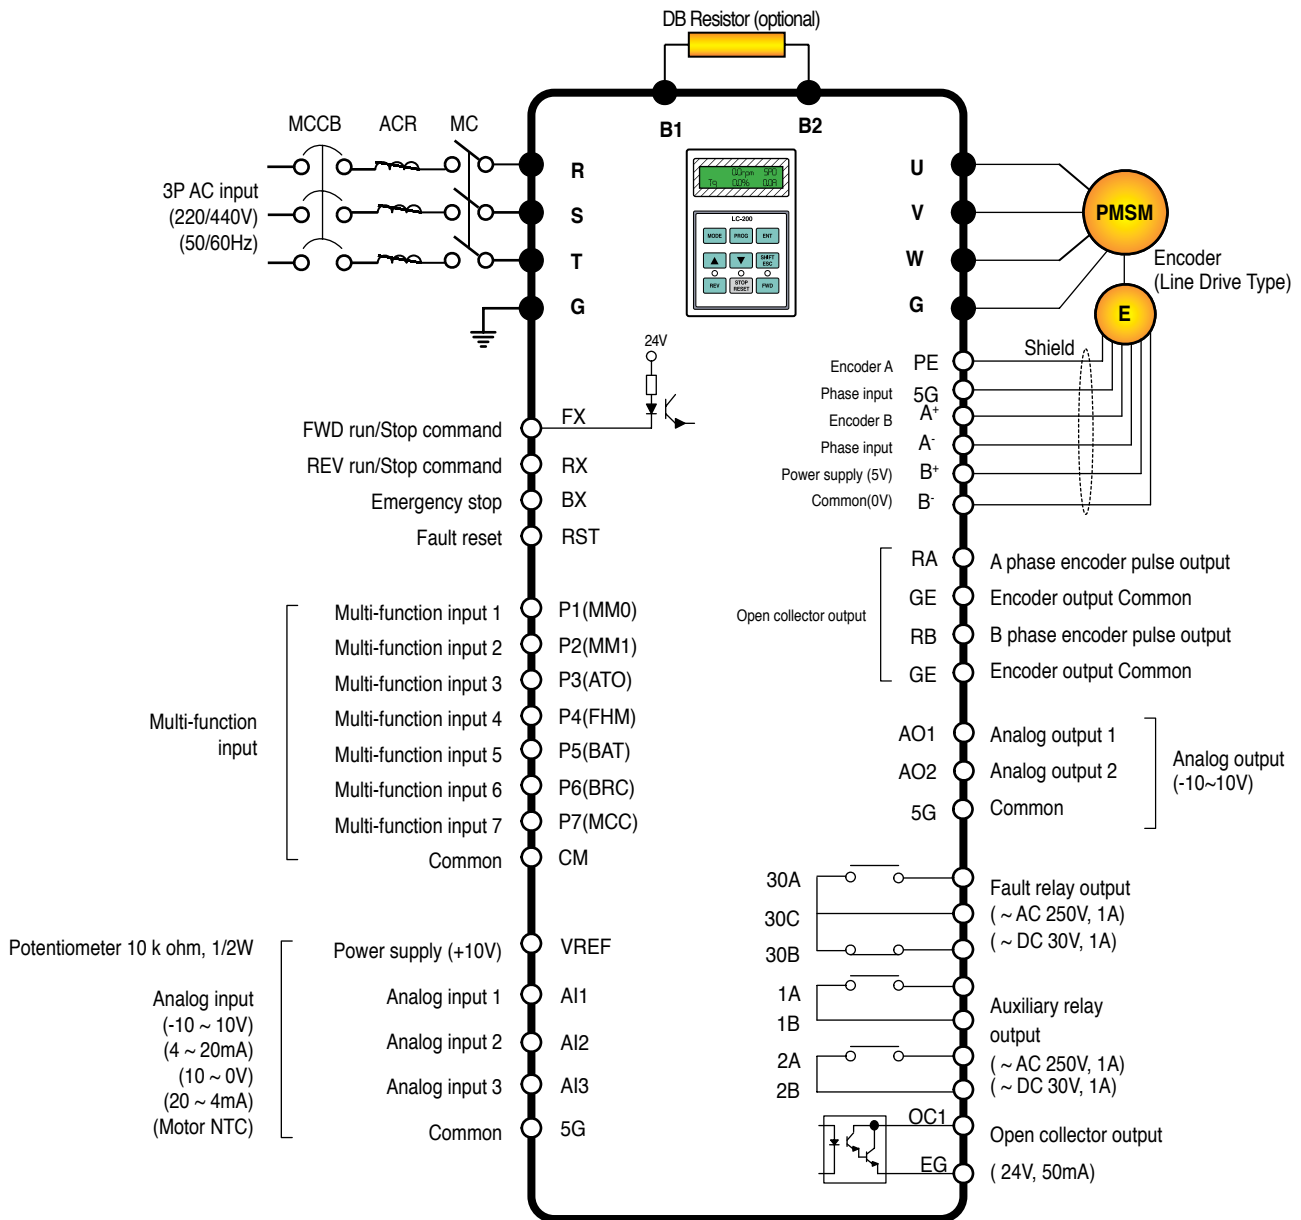 DB Resistor (optional)
B1
B2
MCCB
ACR
MC
3P AC input
(220/440V)
(50/60Hz)
R
S
T
G
0.0rpm SPD
Tq 0.0% 0.0A
LC-200
MODE
PROG
ENT
SHIFT
ESC
REV
STOP
RESET
FWD
U
V
W
G
PMSM
Encoder
(Line Drive Type)
E
Shield
24V
Encoder A
Phase input
Encoder B
Phase input
Power supply (5V)
Common(0V)
PE
5G
A+
A-
B+
B-
FWD run/Stop command
FX
REV run/Stop command
RX
Emergency stop
BX
Fault reset
RST
Multi-function
input
Multi-function input 1
P1(MM0)
Multi-function input 2
P2(MM1)
Multi-function input 3
P3(ATO)
Multi-function input 4
P4(FHM)
Multi-function input 5
P5(BAT)
Multi-function input 6
P6(BRC)
Multi-function input 7
P7(MCC)
Common
CM
Potentiometer 10 k ohm, 1/2W
Analog input
(-10 ~ 10V)
(4 ~ 20mA)
(10 ~ 0V)
(20 ~ 4mA)
(Motor NTC)
Power supply (+10V)
VREF
Analog input 1
AI1
Analog input 2
AI2
Analog input 3
AI3
Common
5G
Open collector output
RA
A phase encoder pulse output
GE
Encoder output Common
RB
B phase encoder pulse output
GE
Encoder output Common
AO1
Analog output 1
AO2
Analog output 2
5G
Common
Analog output
(-10~10V)
30A
30C
30B
Fault relay output
( ~ AC 250V, 1A)
( ~ DC 30V, 1A)
1A
1B
2A
2B
Auxiliary relay
output
( ~ AC 250V, 1A)
( ~ DC 30V, 1A)
OC1
EG
Open collector output
( 24V, 50mA)